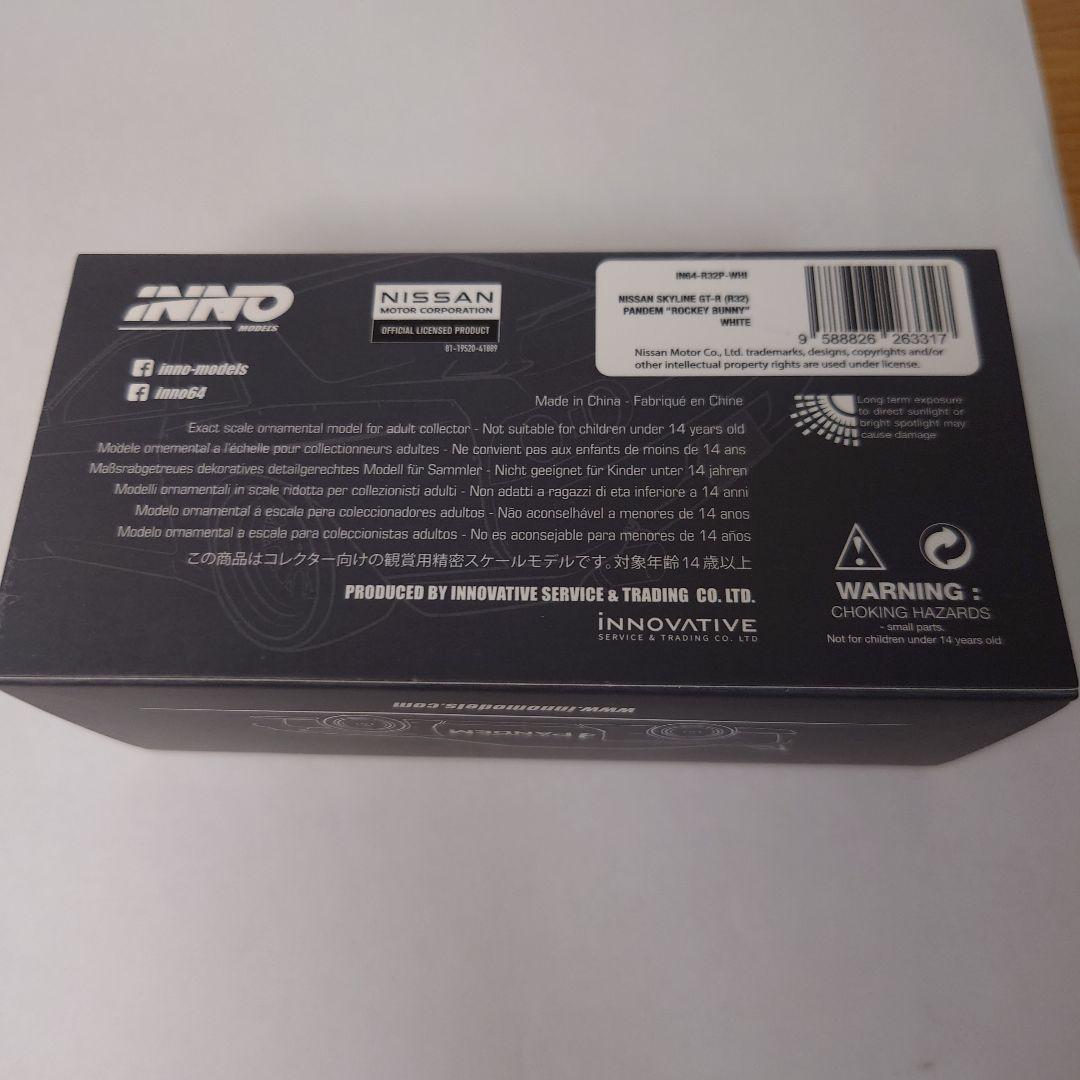 INNO
MODELS
inno-models
inno64
NISSAN
MOTOR CORPORATION
OFFICIAL LICENSED PRODUCT
01-19520-41889
IN64-R32P-WHI
NISSAN SKYLINE GT-R (R32)
PANDEM "ROCKEY BUNNY"
WHITE
9 588826 263317
Nissan Motor Co., Ltd. trademarks, designs, copyrights and/or
other intellectual property rights are used under license.
Made in China - Fabriqué en Chine
Long term exposure
to direct sunlight or
bright spotlight may
cause damage
Exact scale ornamental model for adult collector - Not suitable for children under 14 years old
Modèle ornemental a l'échelle pour collectionneurs adultes - Ne convient pas aux enfants de moins de 14 ans
Maßsrabgetreues dekoratives detailgerechtes Modell für Sammler - Nicht geeignet für Kinder unter 14 jahren
Modelli ornamentali in scale ridotta per collezionisti adulti - Non adatti a ragazzi di eta inferiore a 14 anni
Modelo ornamental á escala para coleccionadores adultos - Não aconselhável a menores de 14 anos
Modelo ornamental a escala para coleccionistas adultos - No es aconsejable para menores de 14 años
この商品はコレクター向けの観賞用精密スケールモデルです。対象年齢14歳以上
PRODUCED BY INNOVATIVE SERVICE & TRADING CO. LTD.
iNNOVATIVE
SERVICE & TRADING CO. LTD
WARNING :
CHOKING HAZARDS
- small parts.
Not for children under 14 years old
www.innomodels.com
PANDEM